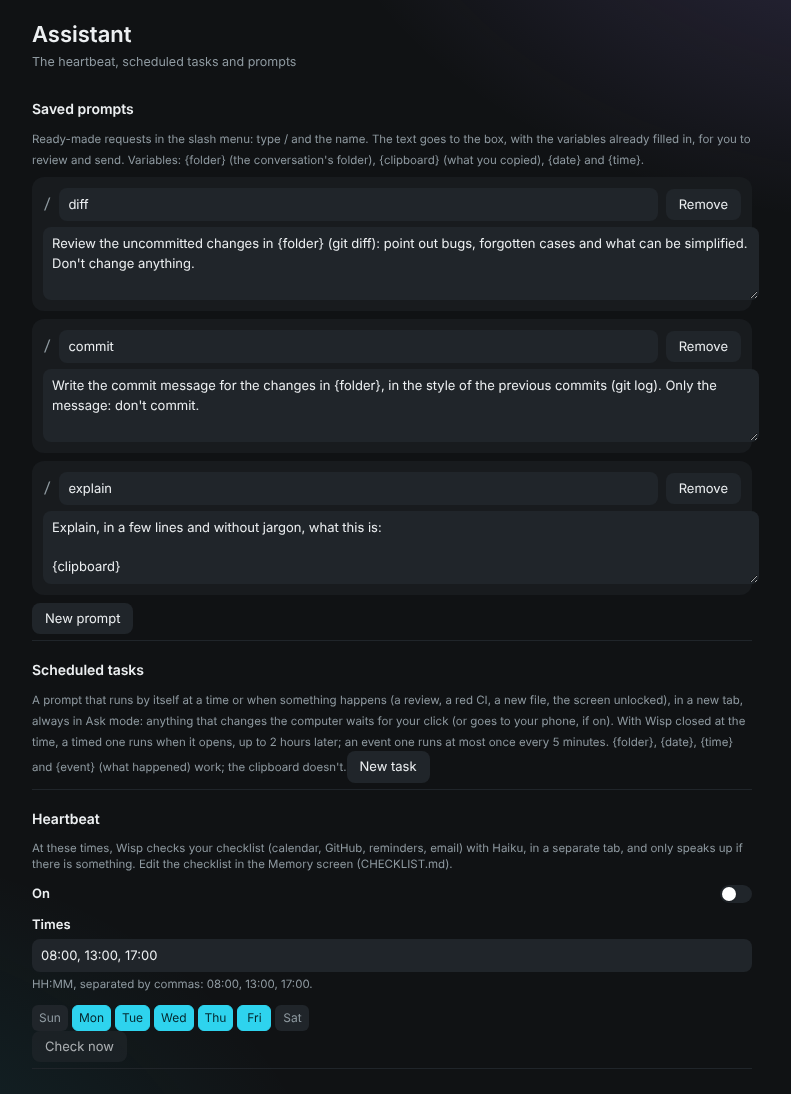 Assistant
The heartbeat, scheduled tasks and prompts
Saved prompts
Ready-made requests in the slash menu: type / and the name. The text goes to the box, with the variables already filled in, for you to
review and send. Variables: {folder} (the conversation's folder), {clipboard} (what you copied), {date} and {time}.
/ diff Remove
Review the uncommitted changes in {folder} (git diff): point out bugs, forgotten cases and what can be simplified.
Don't change anything.
/ commit Remove
Write the commit message for the changes in {folder}, in the style of the previous commits (git log). Only the
message: don't commit.
/ explain Remove
Explain, in a few lines and without jargon, what this is:
{clipboard}
New prompt
Scheduled tasks
A prompt that runs by itself at a time or when something happens (a review, a red CI, a new file, the screen unlocked), in a new tab,
always in Ask mode: anything that changes the computer waits for your click (or goes to your phone, if on). With Wisp closed at the
time, a timed one runs when it opens, up to 2 hours later; an event one runs at most once every 5 minutes. {folder}, {date}, {time}
and {event} (what happened) work; the clipboard doesn't. New task
Heartbeat
At these times, Wisp checks your checklist (calendar, GitHub, reminders, email) with Haiku, in a separate tab, and only speaks up if
there is something. Edit the checklist in the Memory screen (CHECKLIST.md).
On
Times
08:00, 13:00, 17:00
HH:MM, separated by commas: 08:00, 13:00, 17:00.
Sun Mon Tue Wed Thu Fri Sat
Check now